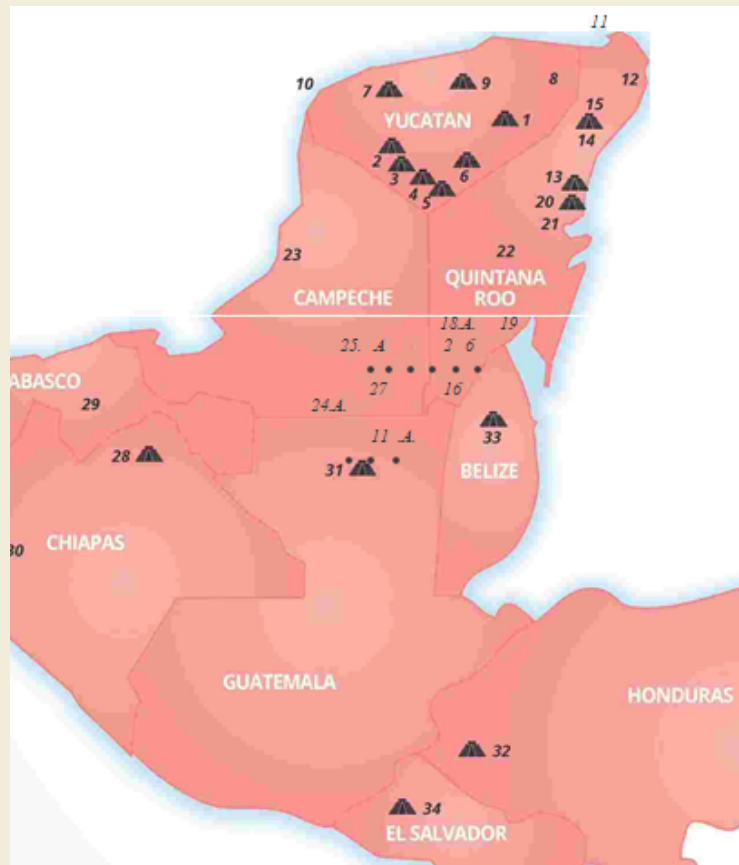 11
10
7
9
8
12
15
YUCATAN
1
14
2
3
6
4
5
13
20
21
23
22
CAMPECHE
QUINTANA
ROO
18.A. 19
25. A 2 6
27 16
ABASCO
29
24.A.
11 .A.
28
31
33
BELIZE
CHIAPAS
30
GUATEMALA
HONDURAS
32
34
EL SALVADOR